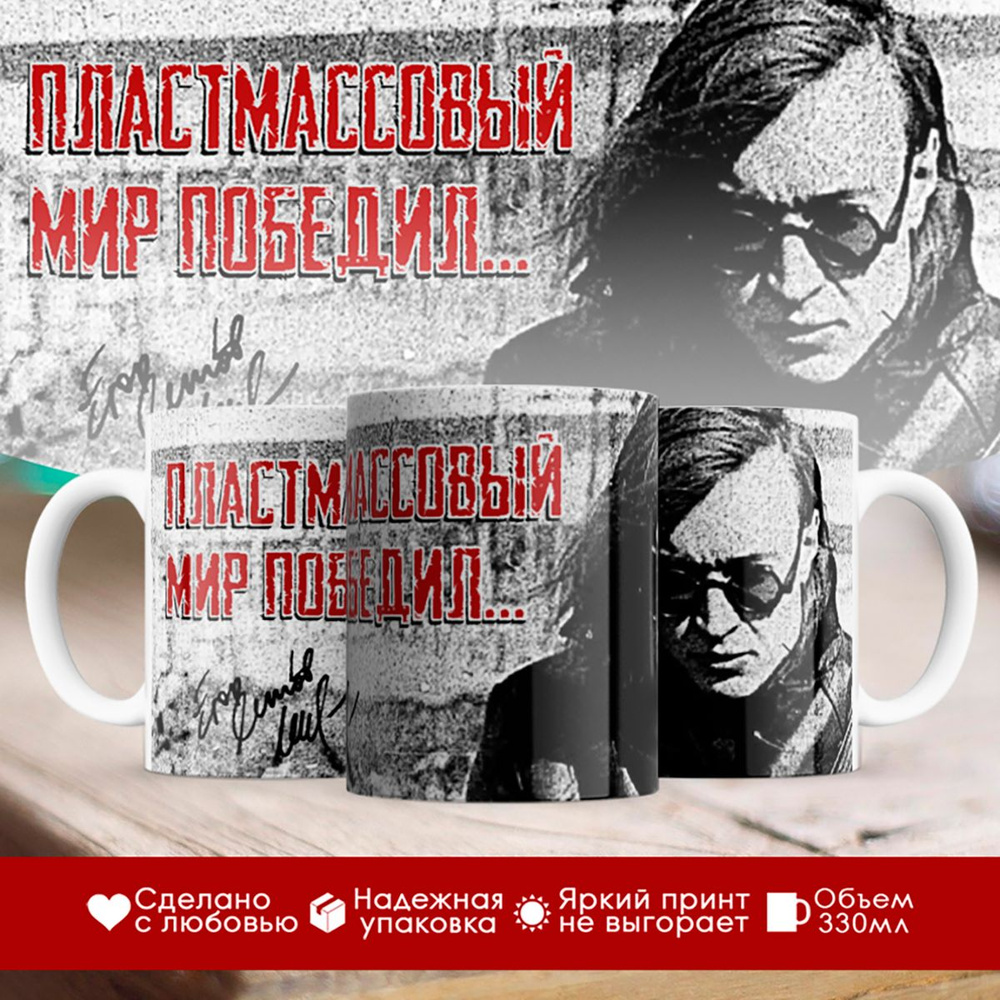 ПЛАСТМАССОВЫЙ
МИР ПОБЕДИЛ...
ПЛАСТМАССОВЫЙ
МИР ПОБЕДИЛ...
Сделано
с любовью
Надежная
упаковка
Яркий принт
не выгорает
Объем
330мл